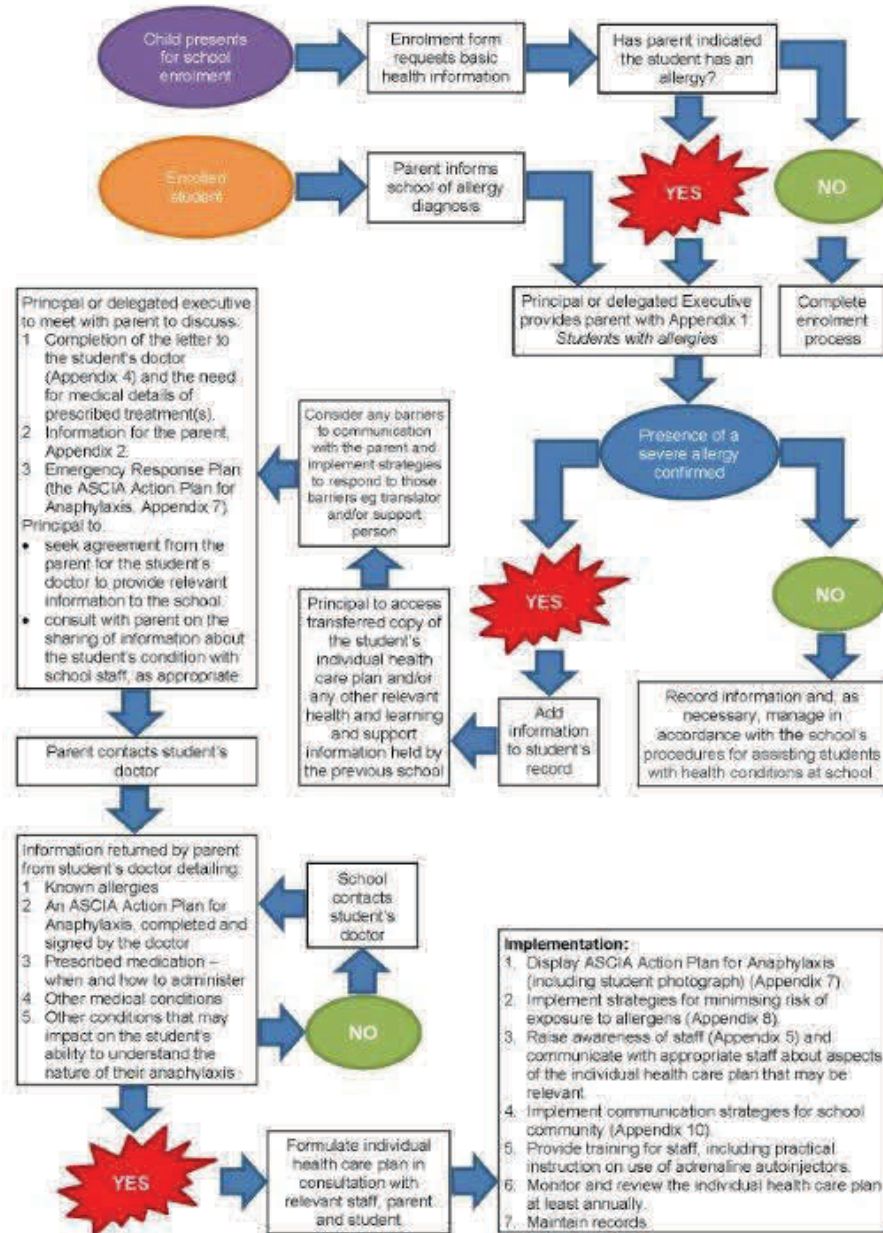 Child presents
for school
enrolment
Enrolment form
requests basic
health information
Has parent indicated
the student has an
allergy?
Enrolled
student
Parent informs
school of allergy
diagnosis
YES
NO
Principal or delegated Executive
provides parent with Appendix 1
Students with allergies
Complete
enrolment
process
Presence of a
severe allergy
confirmed
YES
NO
Add
information
to student's
record
Record information and, as
necessary, manage in
accordance with the school's
procedures for assisting students
with health conditions at school
Principal to access
transferred copy of
the student's
individual health
care plan and/or
any other relevant
health and learning
and support
information held by
the previous school
Consider any barriers
to communication
with the parent and
implement strategies
to respond to those
barriers eg translator
and/or support
person
Principal or delegated executive
to meet with parent to discuss:
1 Completion of the letter to
the student's doctor
(Appendix 4) and the need
for medical details of
prescribed treatment(s).
2 Information for the parent,
Appendix 2.
3 Emergency Response Plan
(the ASCIA Action Plan for
Anaphylaxis, Appendix 7)
Principal to
• seek agreement from the
parent for the student's
doctor to provide relevant
information to the school
• consult with parent on the
sharing of information about
the student's condition with
school staff, as appropriate
Parent contacts student's
doctor
Information returned by parent
from student's doctor detailing:
1 Known allergies
2 An ASCIA Action Plan for
Anaphylaxis, completed and
signed by the doctor
3 Prescribed medication –
when and how to administer
4 Other medical conditions
5. Other conditions that may
impact on the student's
ability to understand the
nature of their anaphylaxis
NO
School
contacts
student's
doctor
YES
Formulate individual
health care plan in
consultation with
relevant staff, parent
and student
Implementation:
1. Display ASCIA Action Plan for Anaphylaxis
(including student photograph) (Appendix 7)
2. Implement strategies for minimising risk of
exposure to allergens (Appendix 8).
3. Raise awareness of staff (Appendix 5) and
communicate with appropriate staff about aspects
of the individual health care plan that may be
relevant
4. Implement communication strategies for school
community (Appendix 10)
5. Provide training for staff, including practical
instruction on use of adrenaline autoinjectors.
6. Monitor and review the individual health care plan
at least annually.
7. Maintain records